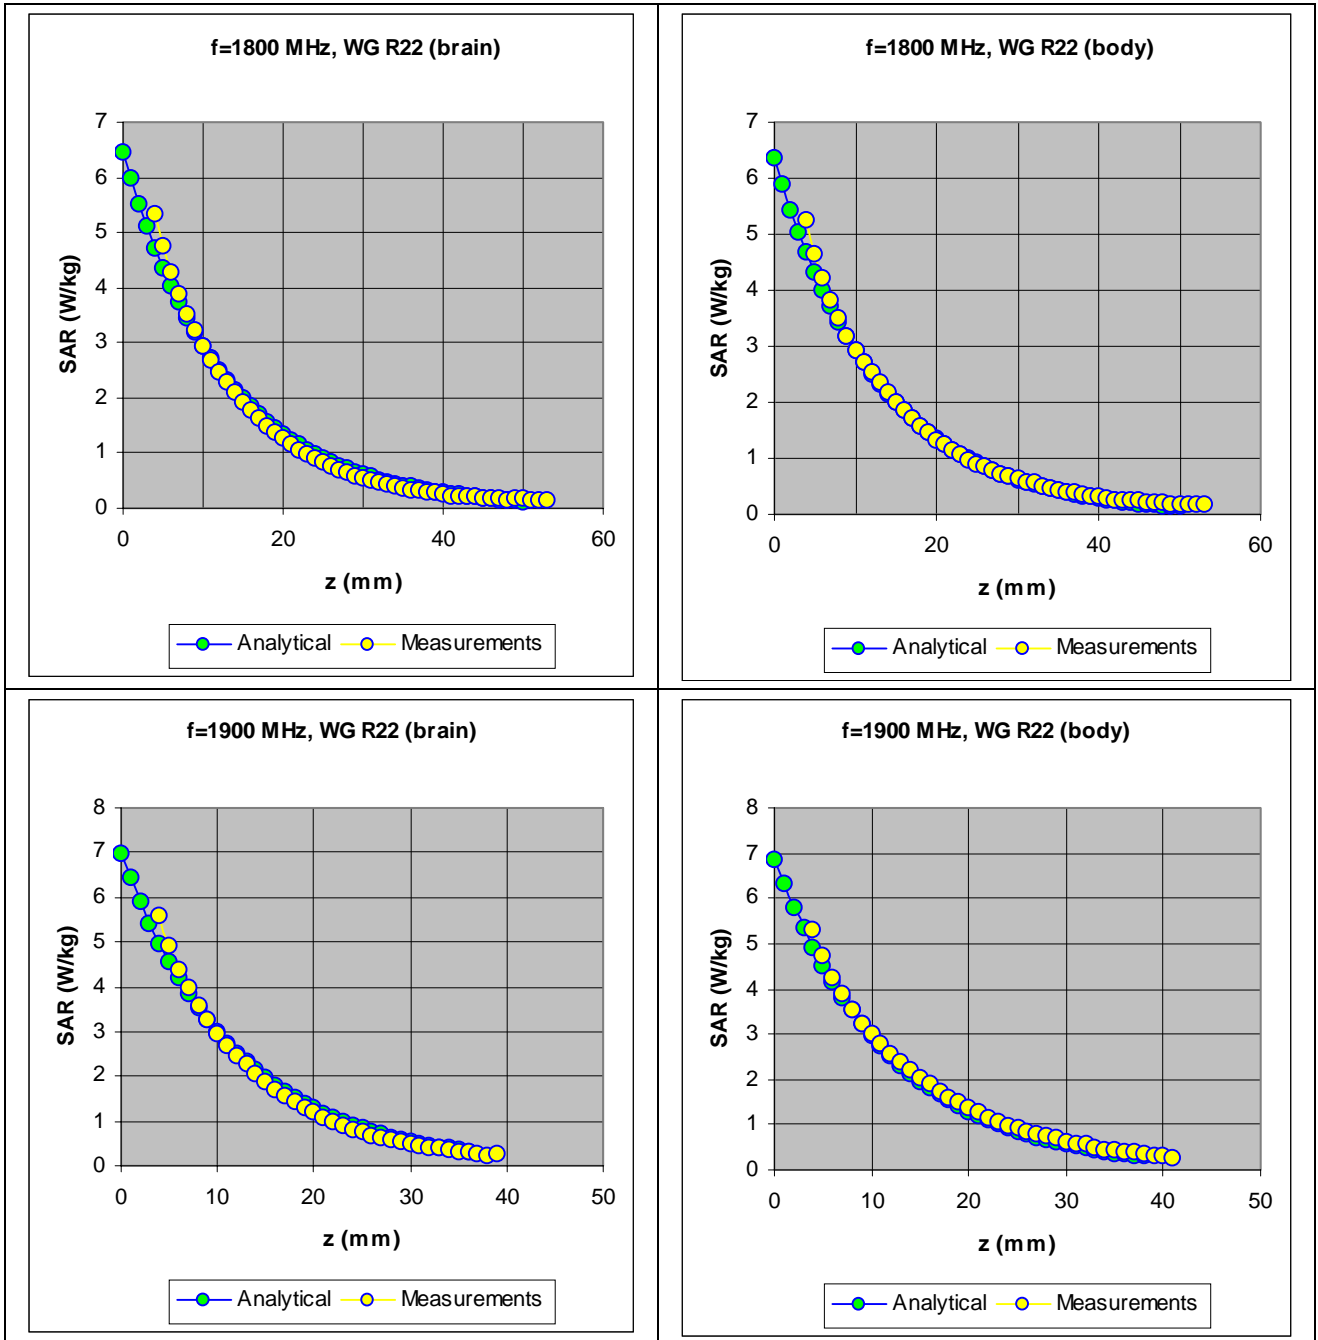 f=1800 MHz, WG R22 (brain)
7
6
5
4
3
2
1
0
SAR (W/kg)
0 20 40 60
z (mm)
Analytical Measurements
f=1800 MHz, WG R22 (body)
7
6
5
4
3
2
1
0
SAR (W/kg)
0 20 40 60
z (mm)
Analytical Measurements
f=1900 MHz, WG R22 (brain)
8
7
6
5
4
3
2
1
0
SAR (W/kg)
0 10 20 30 40 50
z (mm)
Analytical Measurements
f=1900 MHz, WG R22 (body)
8
7
6
5
4
3
2
1
0
SAR (W/kg)
0 10 20 30 40 50
z (mm)
Analytical Measurements